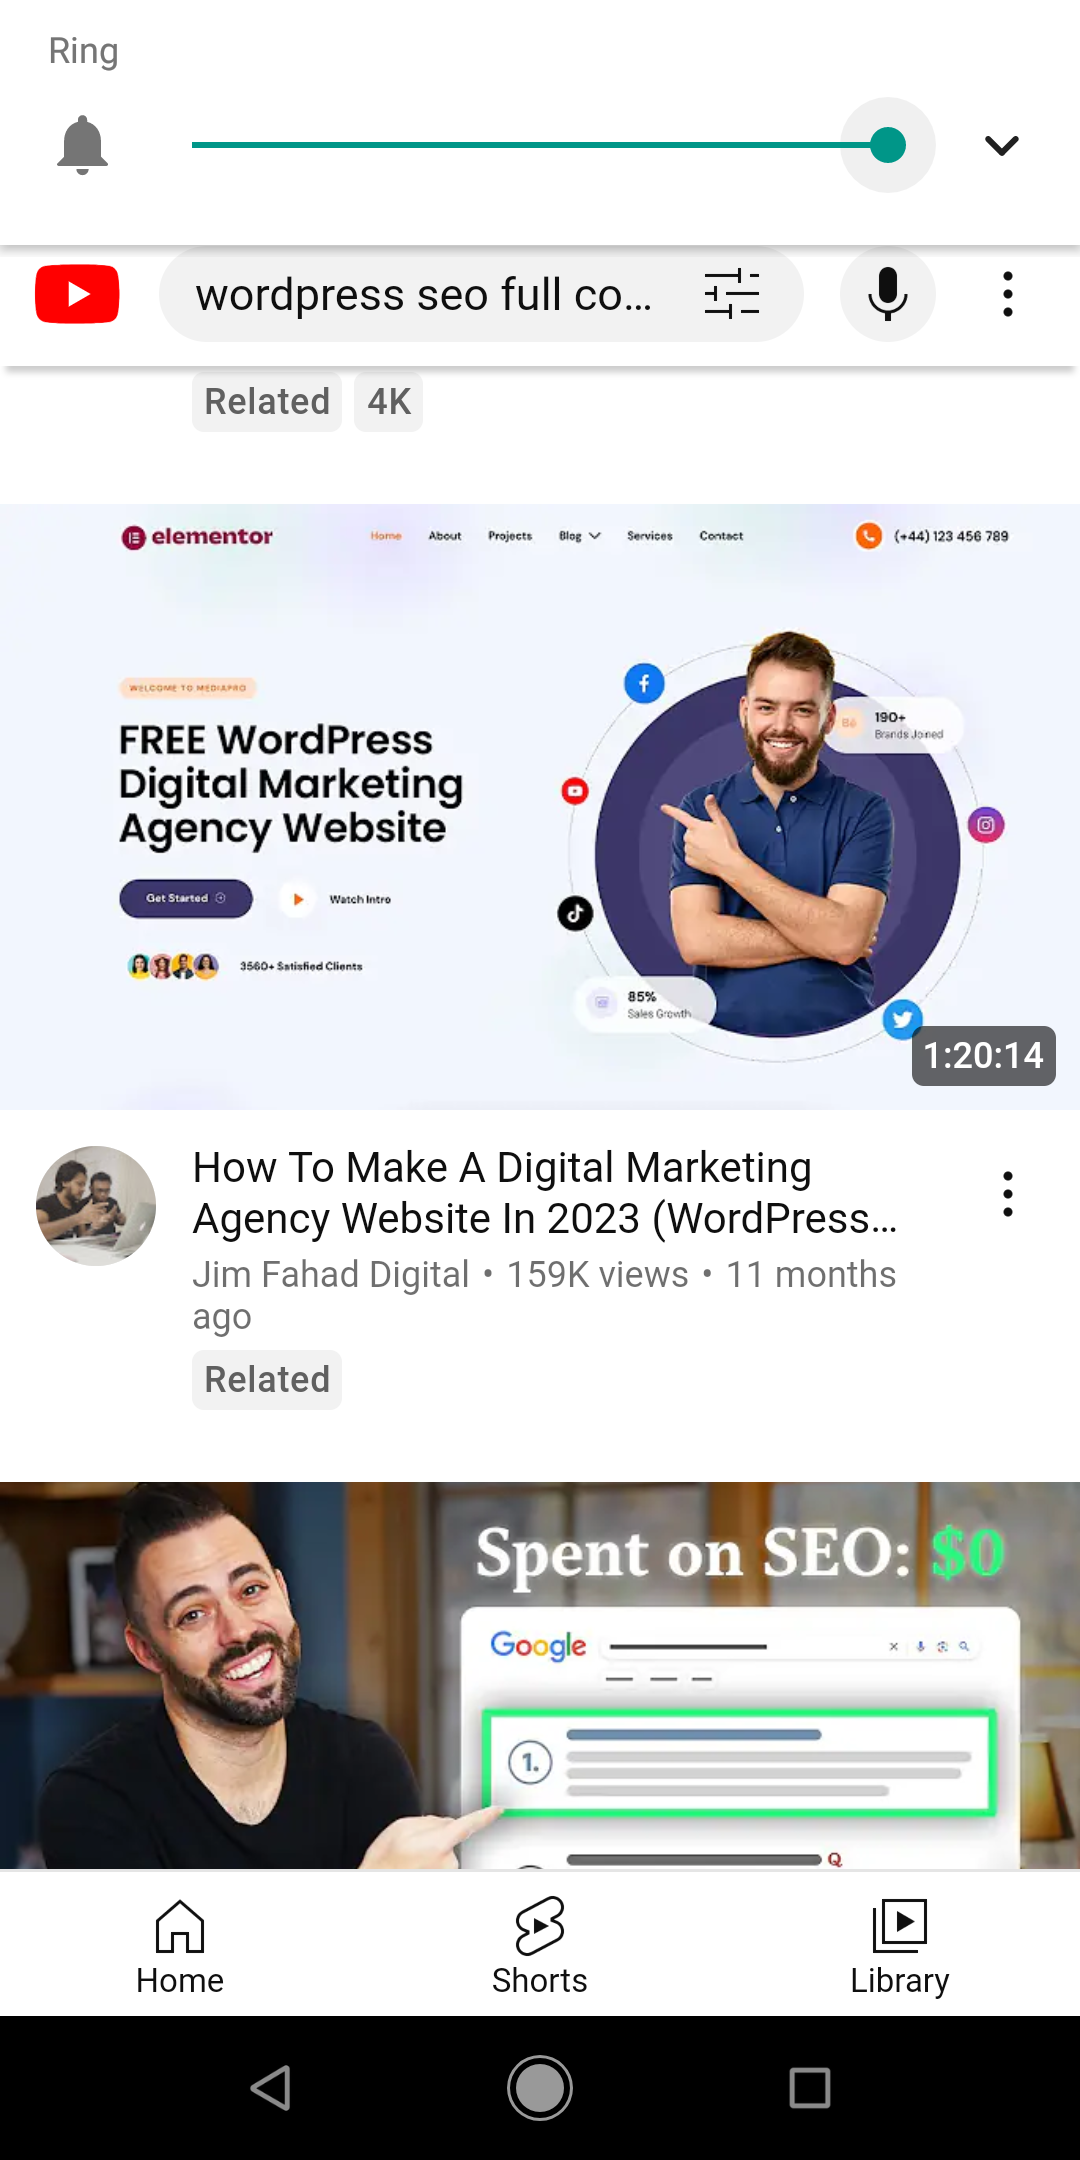 Ring
wordpress seo full co...
Related 4K
elementor Home About Projects Blog Services Contact (+44) 123 456 789
WELCOME TO MEDIAPRO
FREE WordPress
Digital Marketing
Agency Website
Get Started Watch Intro
3560+ Satisfied Clients
Bē 190+
Brands Joined
85%
Sales Growth
1:20:14
How To Make A Digital Marketing
Agency Website In 2023 (WordPress...
Jim Fahad Digital • 159K views • 11 months
ago
Related
Spent on SEO: $0
Google
1.
Q
Home Shorts Library